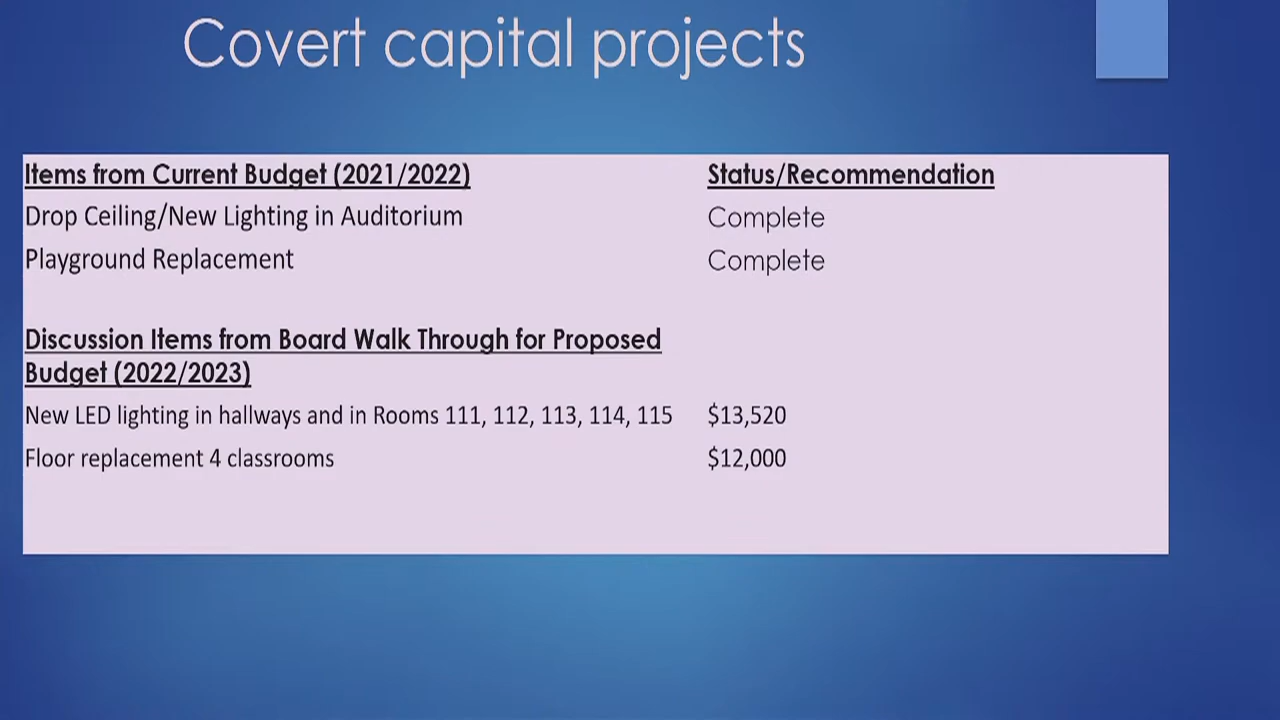 Covert capital projects
Items from Current Budget (2021/2022) Status/Recommendation
Drop Ceiling/New Lighting in Auditorium Complete
Playground Replacement Complete
Discussion Items from Board Walk Through for Proposed
Budget (2022/2023)
New LED lighting in hallways and in Rooms 111, 112, 113, 114, 115 $13,520
Floor replacement 4 classrooms $12,000